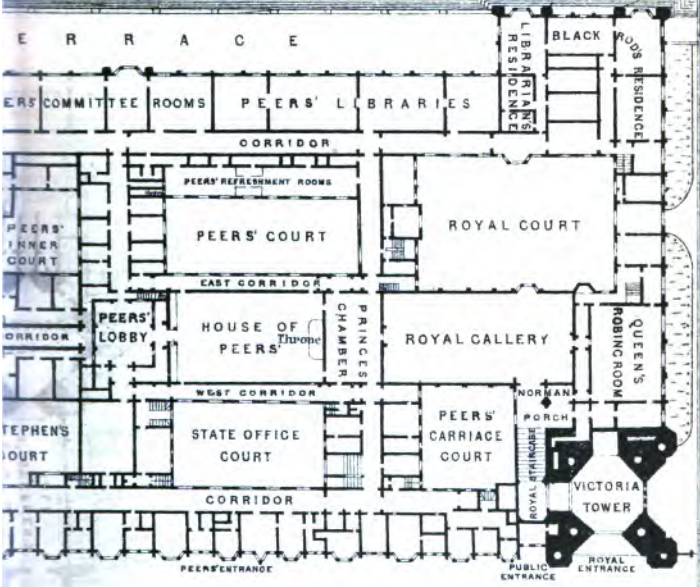 ERRACE
LIBRARIAN'S
RESIDENCE
BLACK
ROD'S RESIDENCE
ERS' COMMITTEE ROOMS
PEERS' LIBRARIES
CORRIDOR
PEERS' REFRESHMENT ROOMS
PEERS'
INNER
COURT
PEERS' COURT
ROYAL COURT
EAST CORRIDOR
PEERS'
LOBBY
ORRIDOR
HOUSE OF
PEERS'
Throne
PRINCES
CHAMBER
ROYAL GALLERY
QUEEN'S
ROBING ROOM
WEST CORRIDOR
NORMAN
PORCH
TEPHEN'S
OURT
STATE OFFICE
COURT
PEERS'
CARRIAGE
COURT
ROYAL STAIRCASE
VICTORIA
TOWER
CORRIDOR
PEERS' ENTRANCE
PUBLIC
ENTRANCE
ROYAL
ENTRANCE